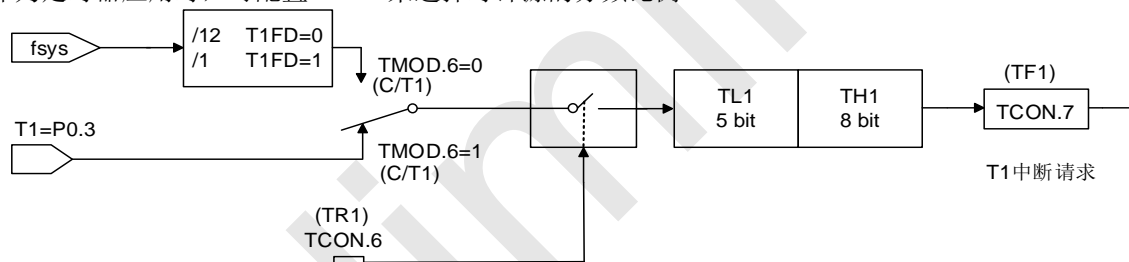 fsys
/12 T1FD=0
/1 T1FD=1
TMOD.6=0
(C/T1)
T1=P0.3
TMOD.6=1
(C/T1)
(TR1)
TCON.6
TL1
5 bit
TH1
8 bit
(TF1)
TCON.7
T1中断请求